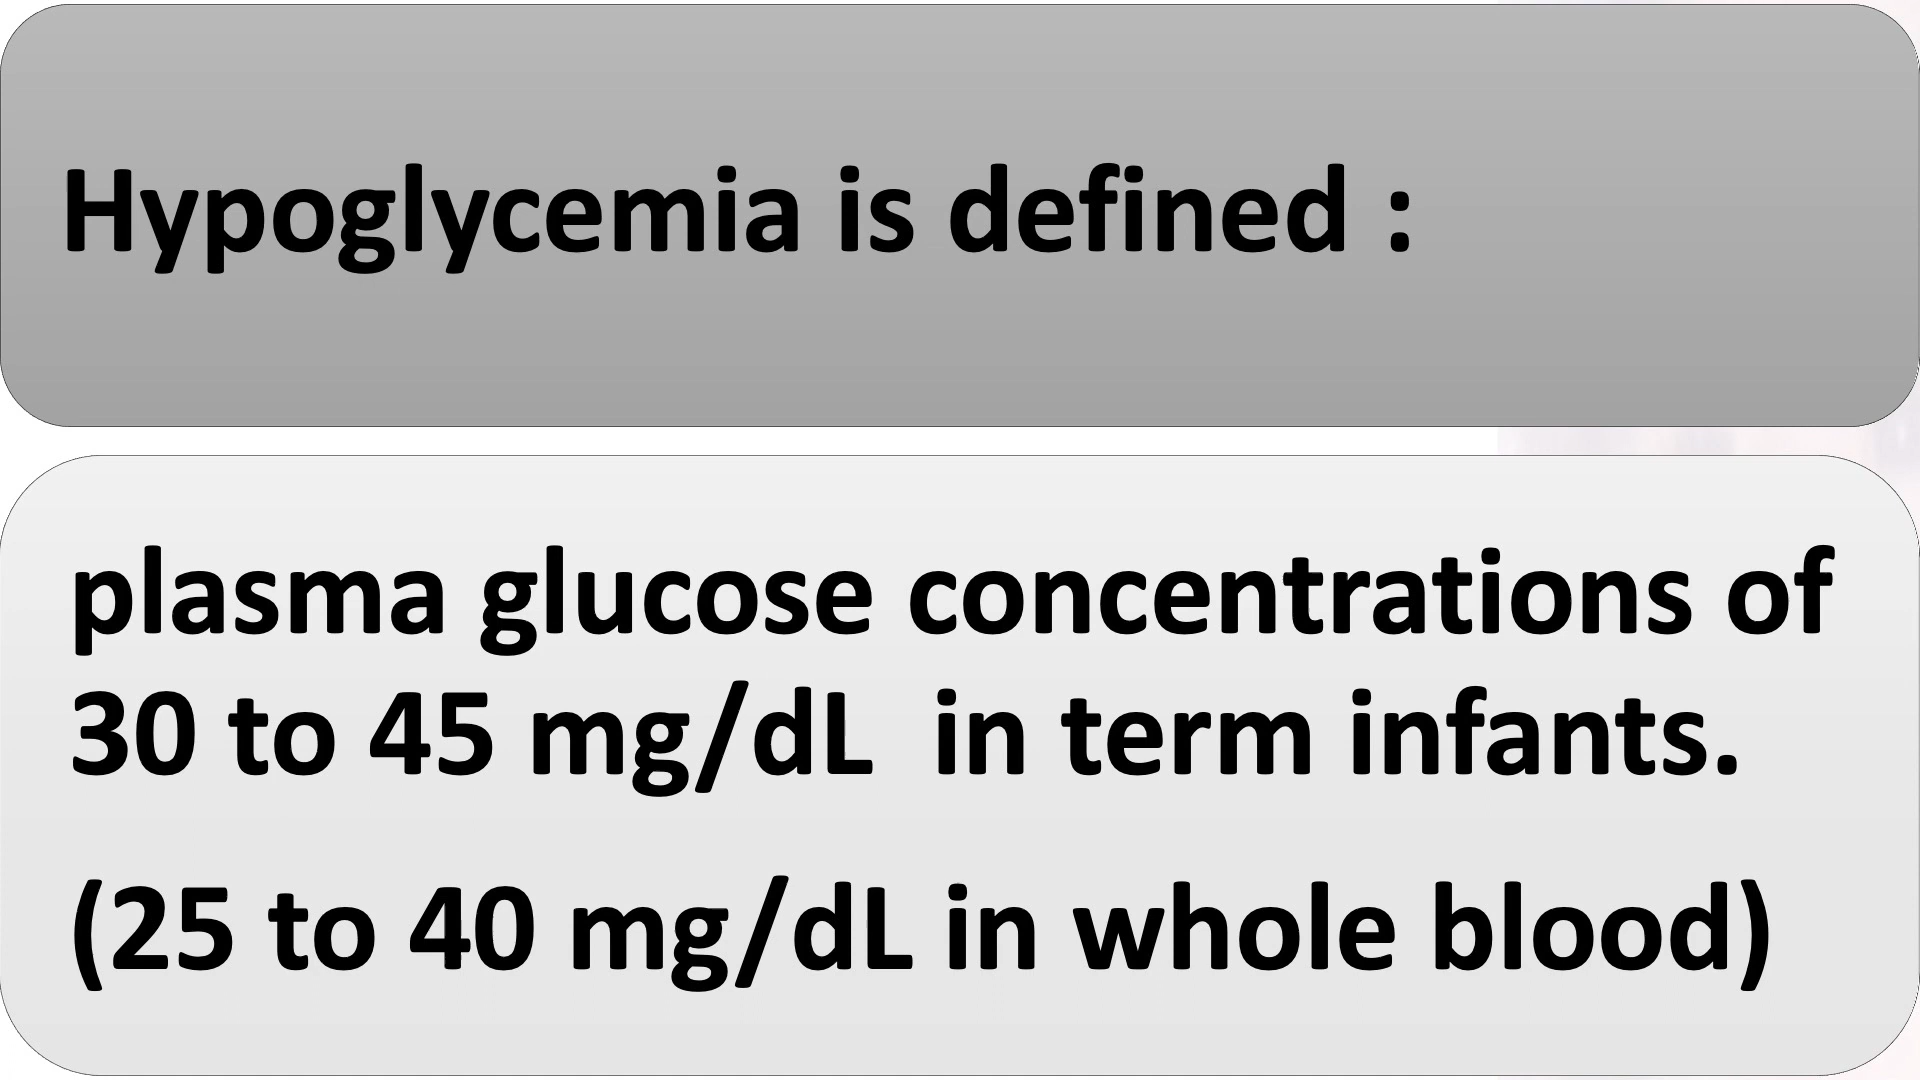 Hypoglycemia is defined :
plasma glucose concentrations of
30 to 45 mg/dL  in term infants.
(25 to 40 mg/dL in whole blood)